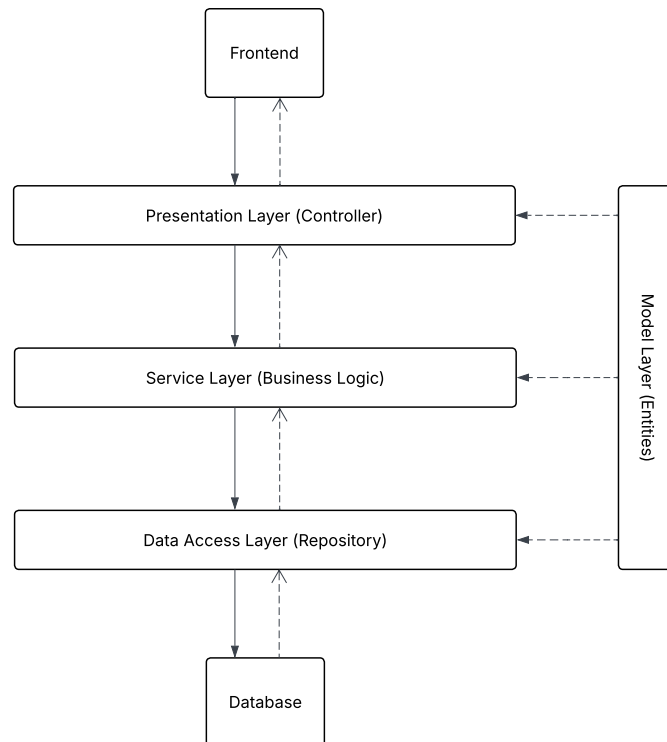 Frontend
Presentation Layer (Controller)
Service Layer (Business Logic)
Model Layer (Entities)
Data Access Layer (Repository)
Database